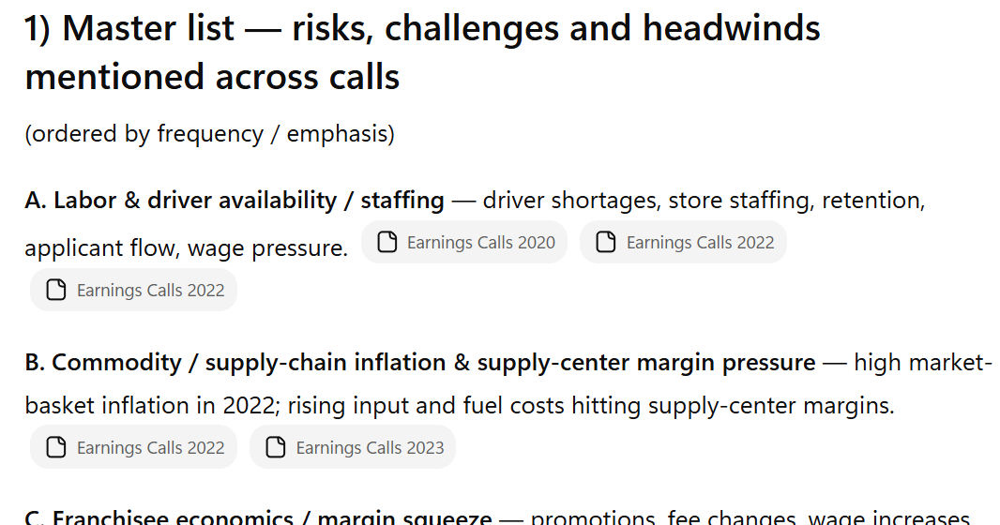 1) Master list — risks, challenges and headwinds
mentioned across calls
(ordered by frequency / emphasis)
A. Labor & driver availability / staffing — driver shortages, store staffing, retention,
applicant flow, wage pressure. Earnings Calls 2020 Earnings Calls 2022
Earnings Calls 2022
B. Commodity / supply-chain inflation & supply-center margin pressure — high market-
basket inflation in 2022; rising input and fuel costs hitting supply-center margins.
Earnings Calls 2022 Earnings Calls 2023
C. Franchisee economics / margin squeeze — promotions, fee changes, wage increases